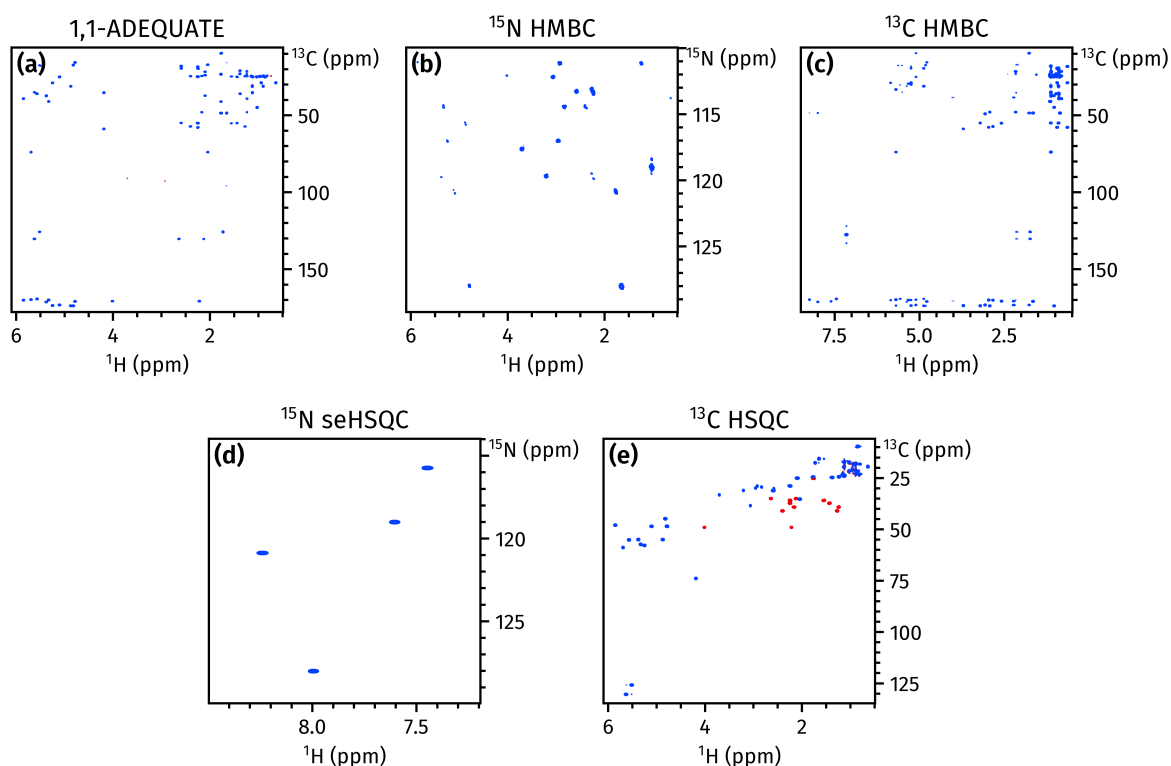 1,1-ADEQUATE
(a)
¹³C (ppm)
50
100
150
6 4 2
¹H (ppm)
¹⁵N HMBC
(b)
¹⁵N (ppm)
115
120
125
6 4 2
¹H (ppm)
¹³C HMBC
(c)
¹³C (ppm)
50
100
150
7.5 5.0 2.5
¹H (ppm)
¹⁵N seHSQC
(d)
¹⁵N (ppm)
120
125
8.0 7.5
¹H (ppm)
¹³C HSQC
(e)
¹³C (ppm)
25
50
75
100
125
6 4 2
¹H (ppm)